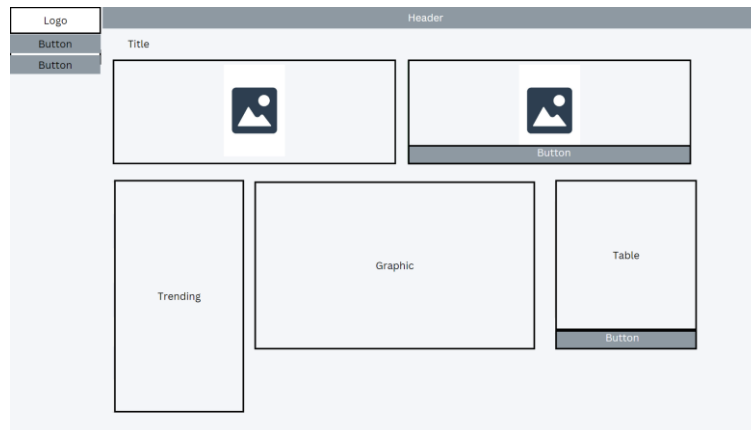 Logo
Header
Button
Button
Title
Button
Trending
Graphic
Table
Button